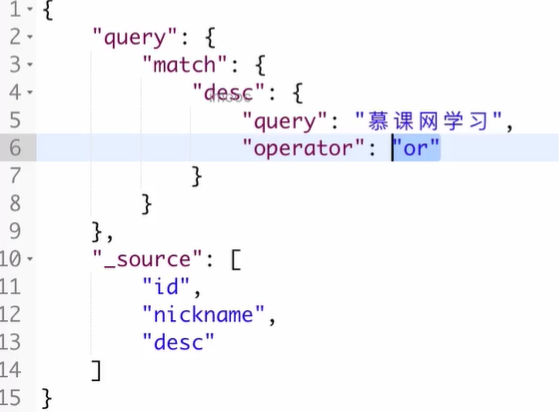 1 {
2 "query": {
3 "match": {
4 "desc": {
5 "query": "慕课网学习",
6 "operator": "or"
7 }
8 }
9 },
10 "_source": [
11 "id",
12 "nickname",
13 "desc"
14 ]
15 }